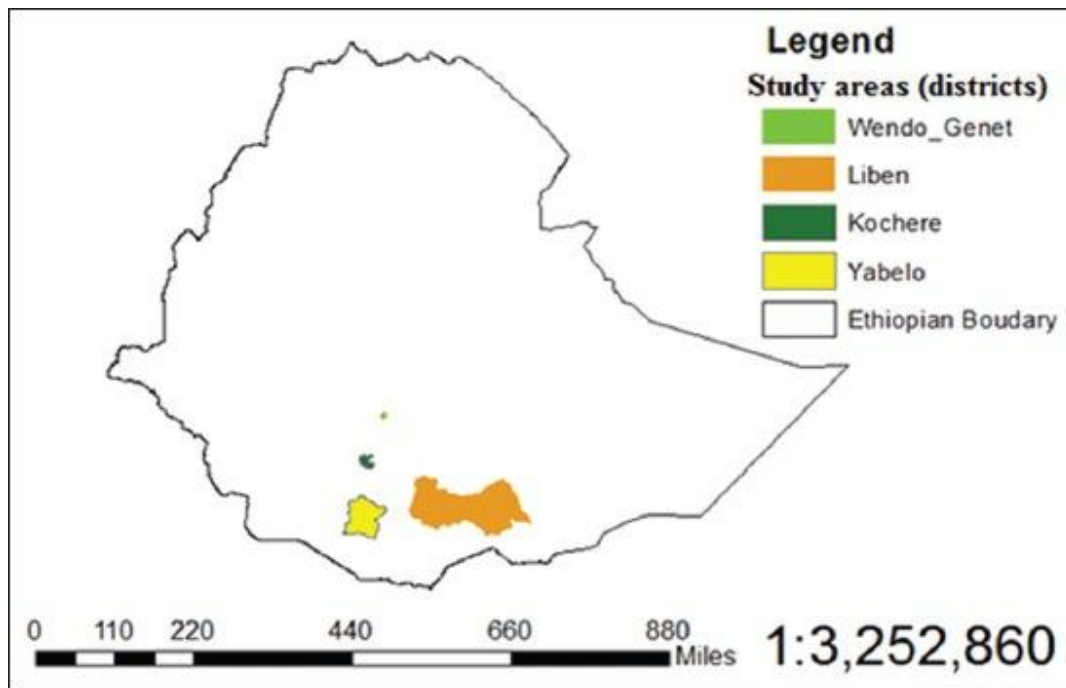 Legend
Study areas (districts)
Wendo_Genet
Liben
Kochere
Yabelo
Ethiopian Boudary
0 110 220 440 660 880
Miles
1:3,252,860